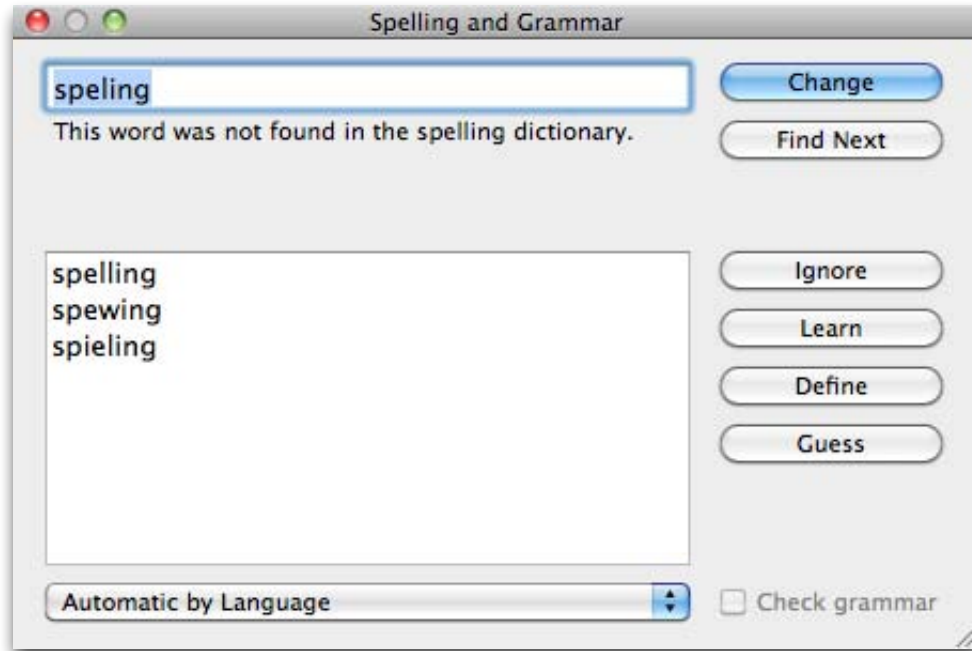 Spelling and Grammar
speling
Change
This word was not found in the spelling dictionary.
Find Next
spelling
spewing
spieling
Ignore
Learn
Define
Guess
Automatic by Language
Check grammar